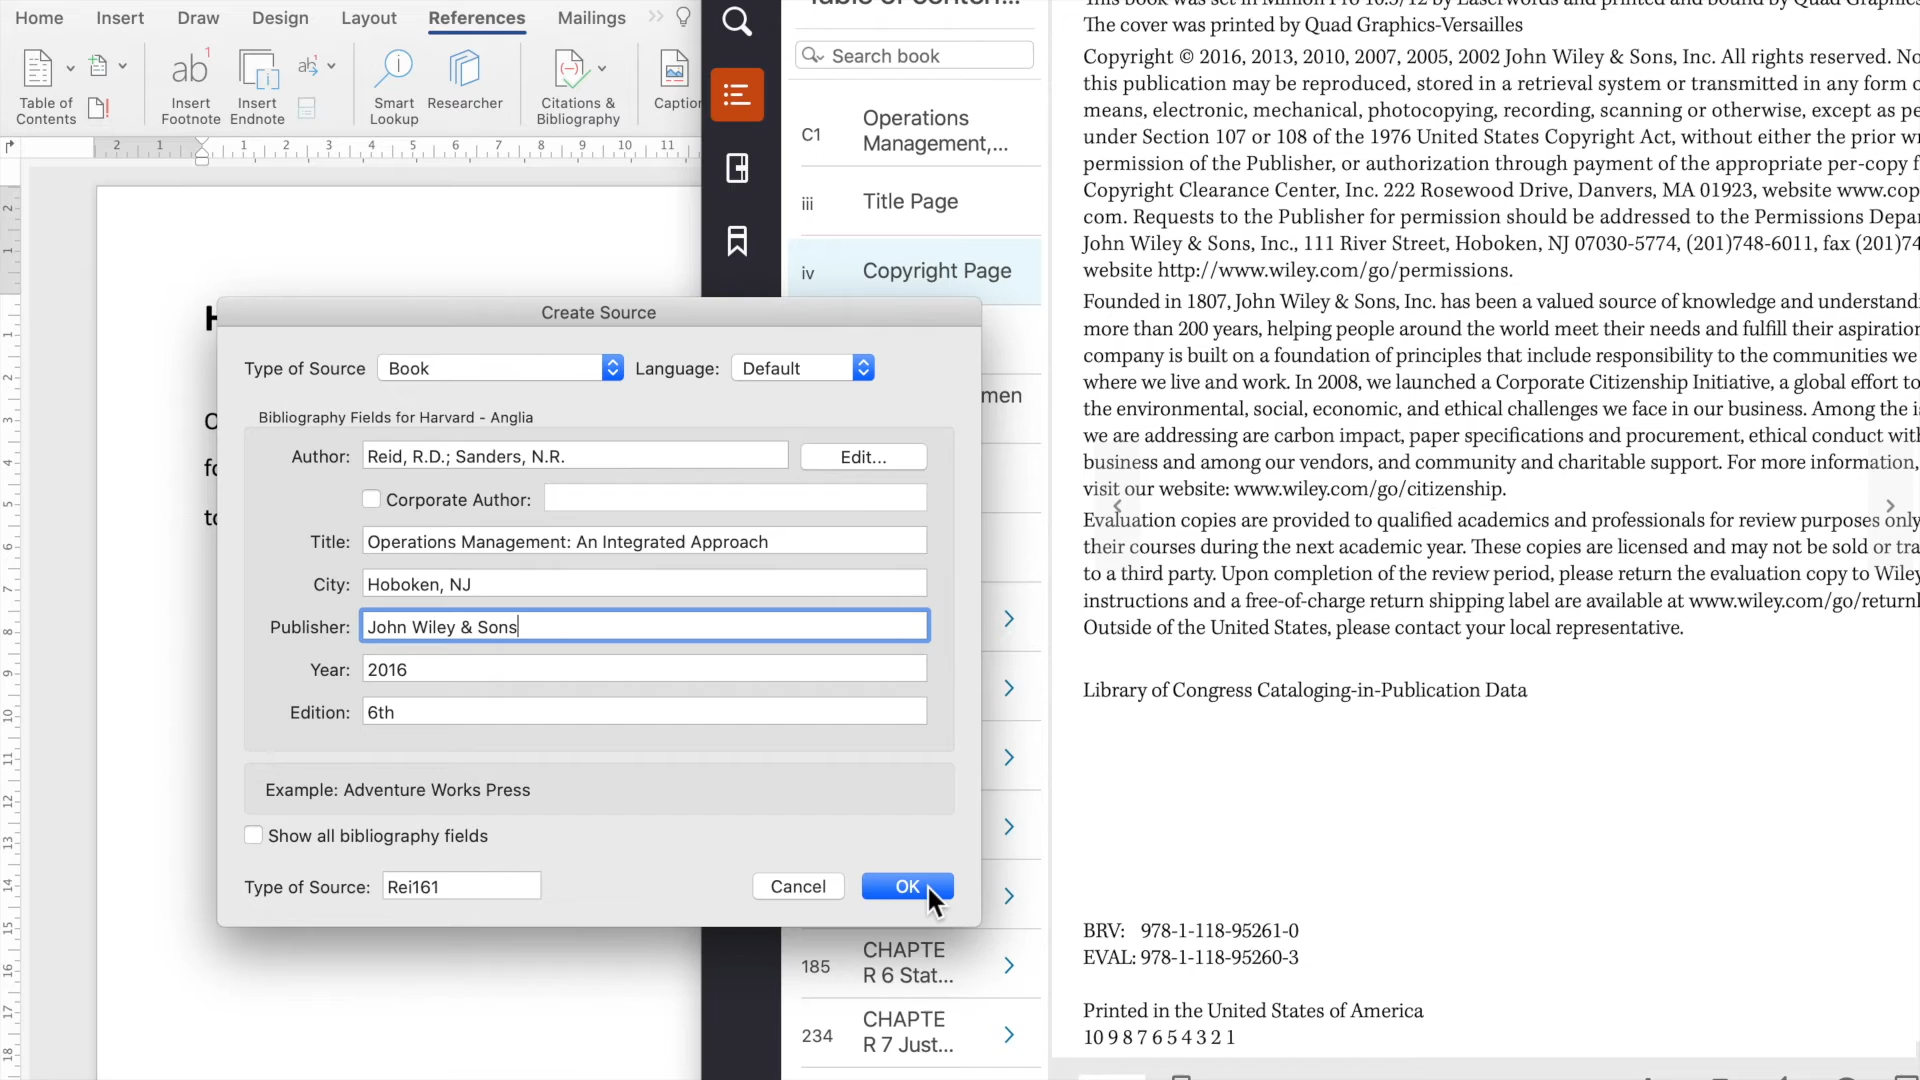 Home Insert Draw Design Layout References Mailings
Table of Contents
ab
Insert Footnote
Insert Endnote
ab
Smart Lookup
Researcher
Citations & Bibliography
2 1 1 2 3 4 5 6 7 8 9 10 11
Create Source
Type of Source Book Language: Default
Bibliography Fields for Harvard - Anglia
Author: Reid, R.D.; Sanders, N.R. Edit...
Corporate Author:
Title: Operations Management: An Integrated Approach
City: Hoboken, NJ
Publisher: John Wiley & Sons
Year: 2016
Edition: 6th
Example: Adventure Works Press
Show all bibliography fields
Type of Source: Rei161 Cancel OK
Search book
C1 Operations
Management,...
iii Title Page
iv Copyright Page
men
185 CHAPTE
R 6 Stat...
234 CHAPTE
R 7 Just...
The cover was printed by Quad Graphics-Versailles
Copyright © 2016, 2013, 2010, 2007, 2005, 2002 John Wiley & Sons, Inc. All rights reserved. No
this publication may be reproduced, stored in a retrieval system or transmitted in any form o
means, electronic, mechanical, photocopying, recording, scanning or otherwise, except as pe
under Section 107 or 108 of the 1976 United States Copyright Act, without either the prior w
permission of the Publisher, or authorization through payment of the appropriate per-copy f
Copyright Clearance Center, Inc. 222 Rosewood Drive, Danvers, MA 01923, website www.cop
com. Requests to the Publisher for permission should be addressed to the Permissions Depa
John Wiley & Sons, Inc., 111 River Street, Hoboken, NJ 07030-5774, (201)748-6011, fax (201)74
website http://www.wiley.com/go/permissions.
Founded in 1807, John Wiley & Sons, Inc. has been a valued source of knowledge and understandi
more than 200 years, helping people around the world meet their needs and fulfill their aspiration
company is built on a foundation of principles that include responsibility to the communities we
where we live and work. In 2008, we launched a Corporate Citizenship Initiative, a global effort to
the environmental, social, economic, and ethical challenges we face in our business. Among the is
we are addressing are carbon impact, paper specifications and procurement, ethical conduct with
business and among our vendors, and community and charitable support. For more information,
visit our website: www.wiley.com/go/citizenship.
Evaluation copies are provided to qualified academics and professionals for review purposes only
their courses during the next academic year. These copies are licensed and may not be sold or tra
to a third party. Upon completion of the review period, please return the evaluation copy to Wiley
instructions and a free-of-charge return shipping label are available at www.wiley.com/go/returnl
Outside of the United States, please contact your local representative.
Library of Congress Cataloging-in-Publication Data
BRV: 978-1-118-95261-0
EVAL: 978-1-118-95260-3
Printed in the United States of America
10 9 8 7 6 5 4 3 2 1